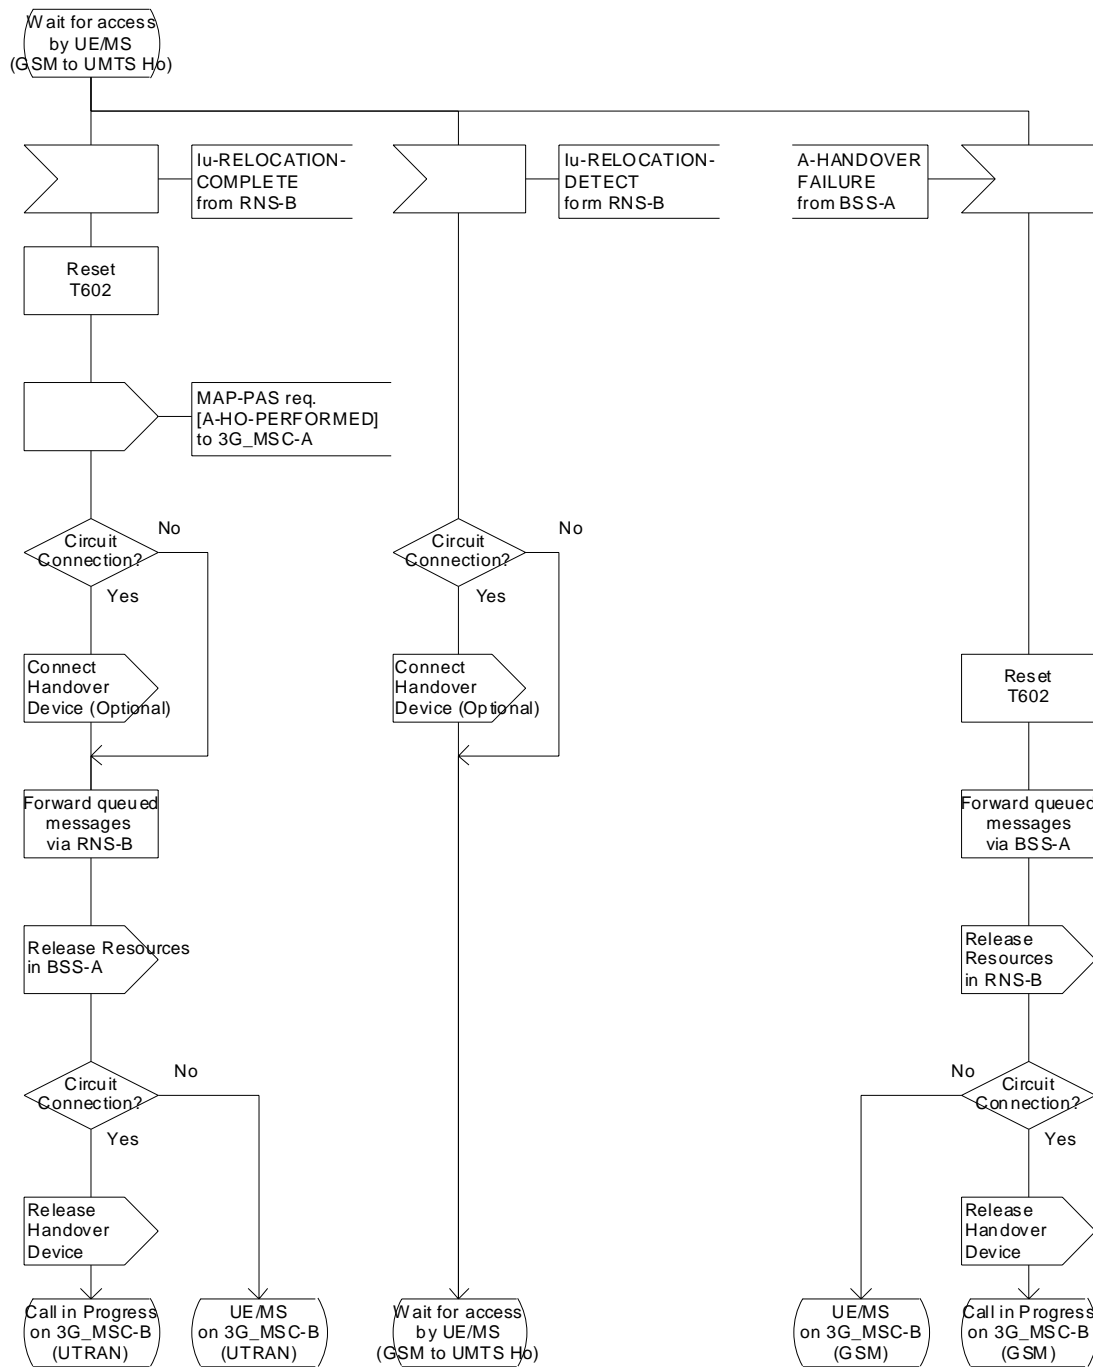 Wait for access
by UE/MS
(GSM to UMTS Ho)
Iu-RELOCATION-
COMPLETE
from RNS-B
Iu-RELOCATION-
DETECT
form RNS-B
A-HANDOVER
FAILURE
from BSS-A
Reset
T602
MAP-PAS req.
[A-HO-PERFORMED]
to 3G_MSC-A
Circuit
Connection?
No
Yes
Circuit
Connection?
No
Yes
Connect
Handover
Device (Optional)
Connect
Handover
Device (Optional)
Reset
T602
Forward queued
messages
via RNS-B
Forward queued
messages
via BSS-A
Release Resources
in BSS-A
Release
Resources
in RNS-B
Circuit
Connection?
No
Yes
No
Circuit
Connection?
Yes
Release
Handover
Device
Release
Handover
Device
Call in Progress
on 3G_MSC-B
(UTRAN)
UE/MS
on 3G_MSC-B
(UTRAN)
Wait for access
by UE/MS
(GSM to UMTS Ho)
UE/MS
on 3G_MSC-B
(GSM)
Call in Progress
on 3G_MSC-B
(GSM)